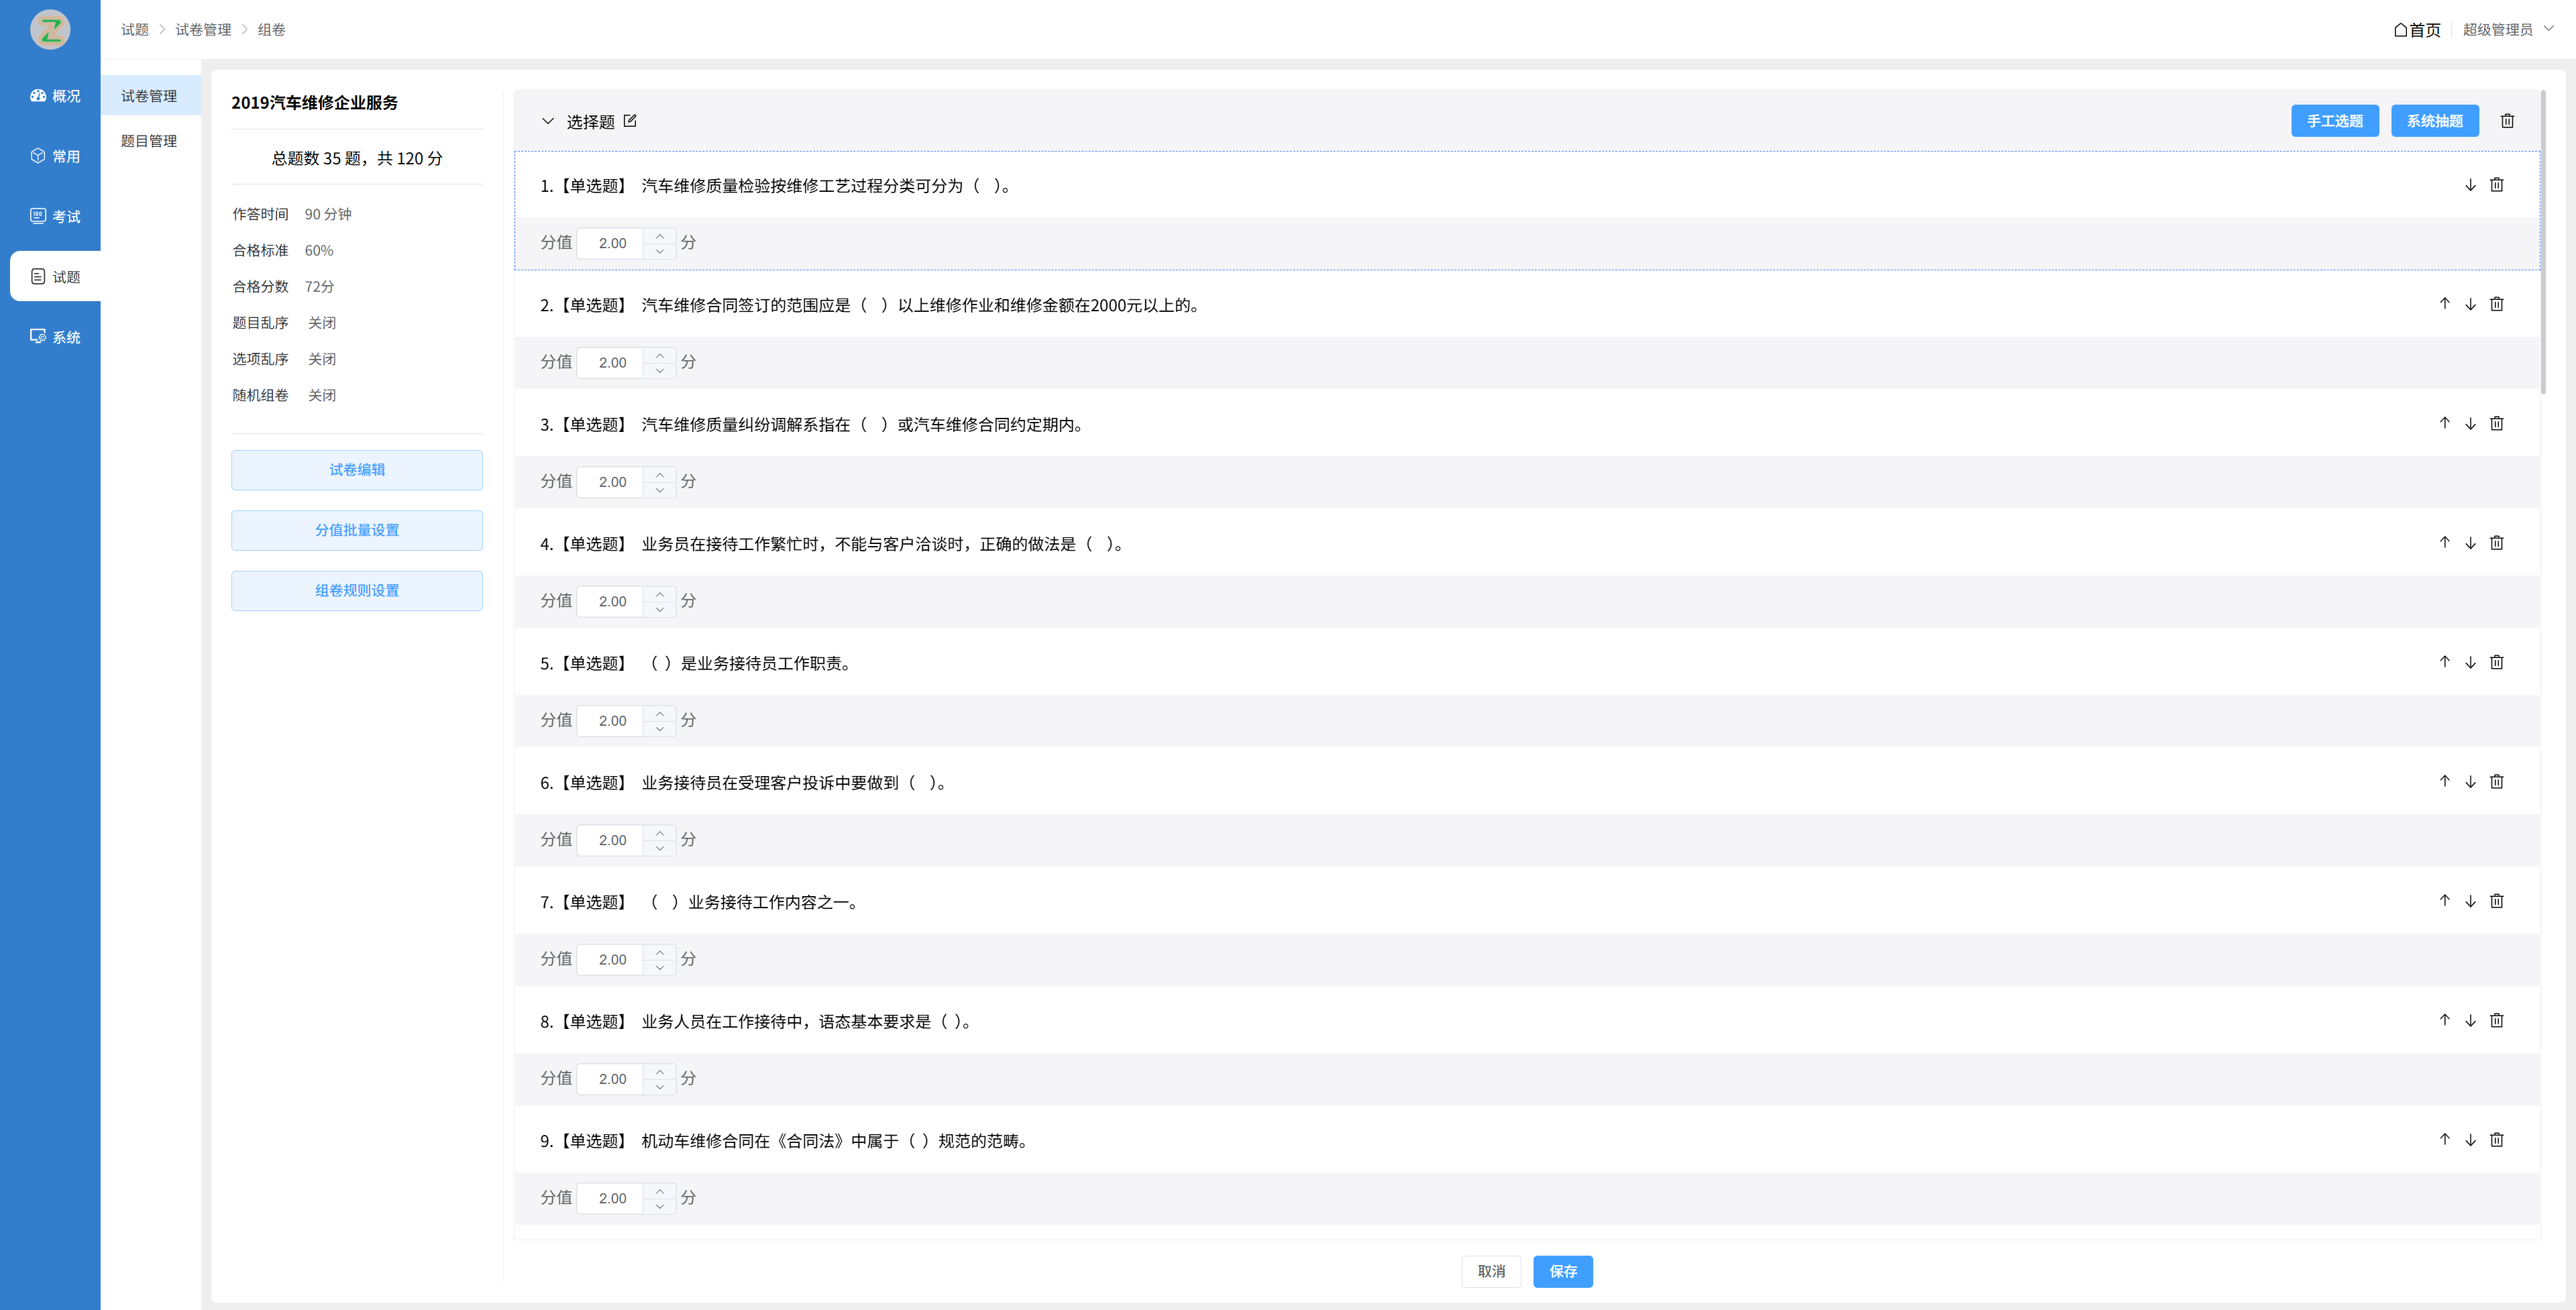 试题 > 试卷管理 > 组卷
首页
超级管理员
概况
常用
考试
试题
系统
试卷管理
题目管理
2019汽车维修企业服务
总题数 35 题，共 120 分
作答时间 90 分钟
合格标准 60%
合格分数 72分
题目乱序 关闭
选项乱序 关闭
随机组卷 关闭
试卷编辑
分值批量设置
组卷规则设置
选择题
手工选题
系统抽题
1.【单选题】 汽车维修质量检验按维修工艺过程分类可分为（ ）。
分值 2.00 分
2.【单选题】 汽车维修合同签订的范围应是（ ）以上维修作业和维修金额在2000元以上的。
分值 2.00 分
3.【单选题】 汽车维修质量纠纷调解系指在（ ）或汽车维修合同约定期内。
分值 2.00 分
4.【单选题】 业务员在接待工作繁忙时，不能与客户洽谈时，正确的做法是（ ）。
分值 2.00 分
5.【单选题】 （ ）是业务接待员工作职责。
分值 2.00 分
6.【单选题】 业务接待员在受理客户投诉中要做到（ ）。
分值 2.00 分
7.【单选题】 （ ）业务接待工作内容之一。
分值 2.00 分
8.【单选题】 业务人员在工作接待中，语态基本要求是（ ）。
分值 2.00 分
9.【单选题】 机动车维修合同在《合同法》中属于（ ）规范的范畴。
分值 2.00 分
取消
保存